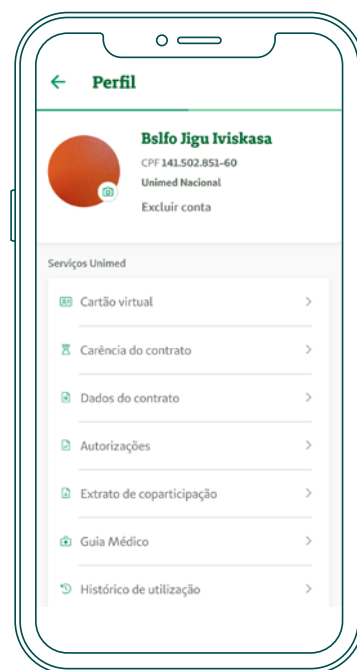 Perfil
Bslfo Jigu Iviskasa
CPF 141.502.851-60
Unimed Nacional
Excluir conta
Serviços Unimed
Cartão virtual
Carência do contrato
Dados do contrato
Autorizações
Extrato de coparticipação
Guia Médico
Histórico de utilização